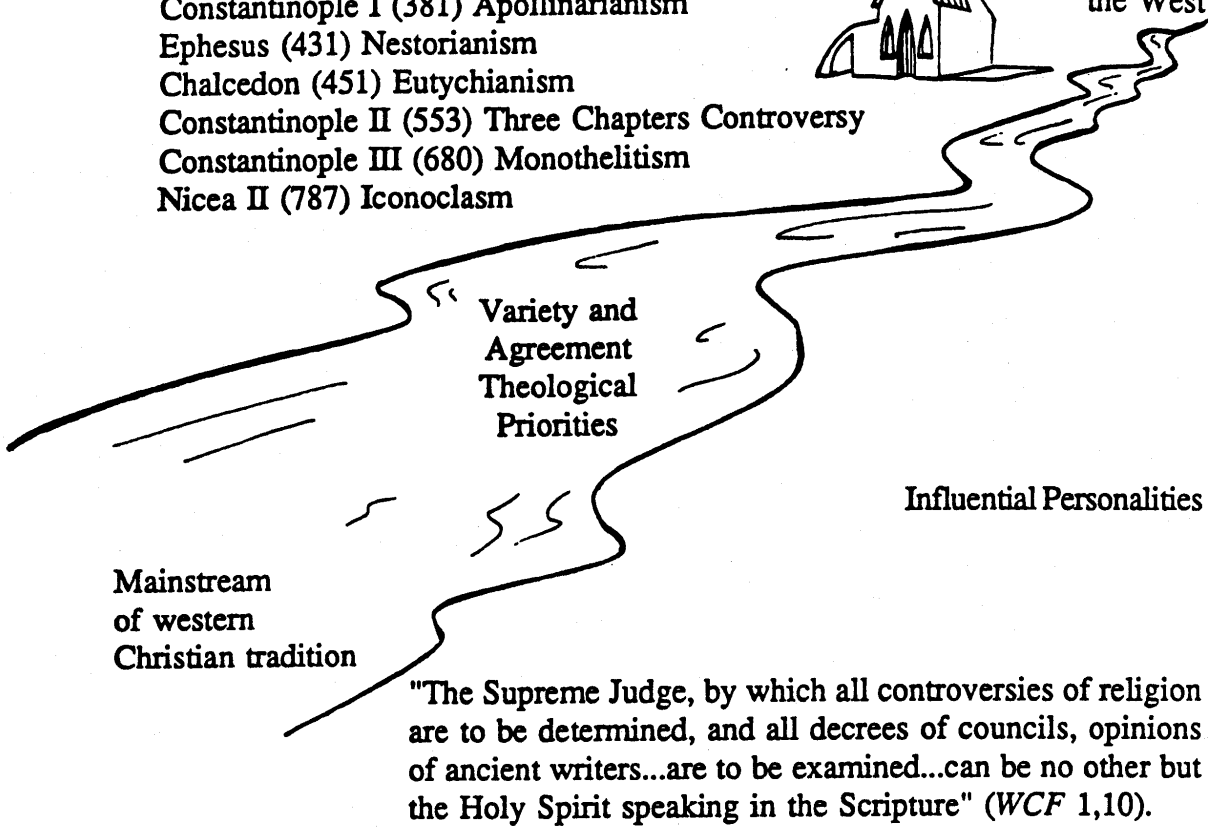 Constantinople I (381) Apollinarianism
the West
Ephesus (431) Nestorianism
Chalcedon (451) Eutychianism
Constantinople II (553) Three Chapters Controversy
Constantinople III (680) Monothelitism
Nicea II (787) Iconoclasm
Variety and
Agreement
Theological
Priorities
Influential Personalities
Mainstream
of western
Christian tradition
"The Supreme Judge, by which all controversies of religion
are to be determined, and all decrees of councils, opinions
of ancient writers...are to be examined...can be no other but
the Holy Spirit speaking in the Scripture" (WCF 1,10).